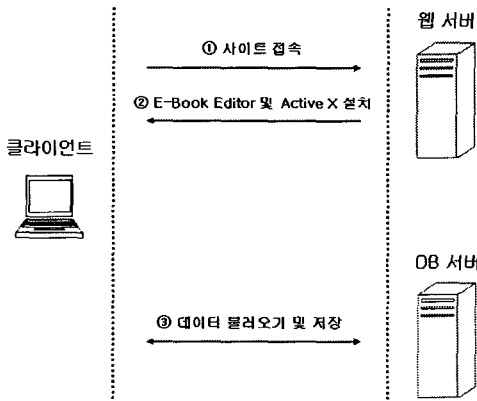 웹 서버
① 사이트 접속
② E-Book Editor 및 Active X 설치
클라이언트
DB 서버
③ 데이터 불러오기 및 저장